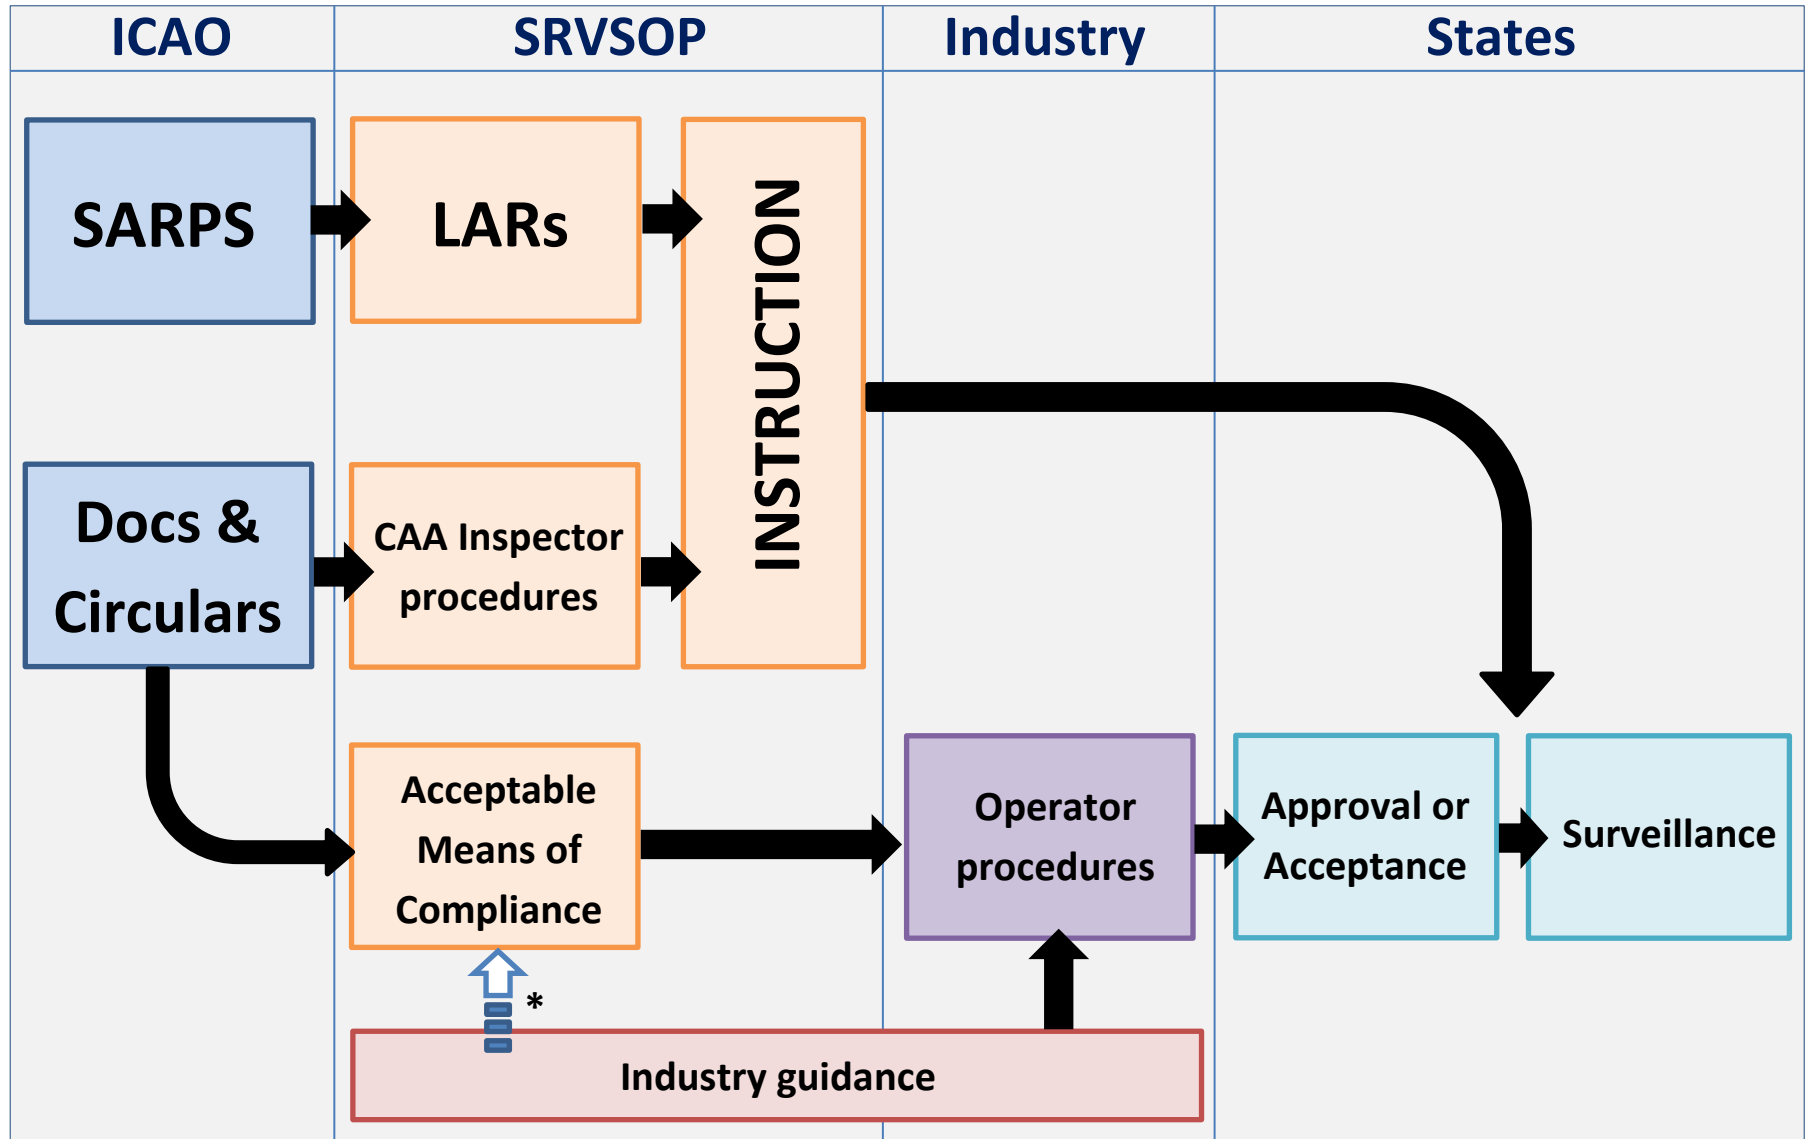 ICAO
SRVSOP
Industry
States
SARPS
LARs
INSTRUCTION
Docs &
Circulars
CAA Inspector
procedures
Acceptable
Means of
Compliance
Operator
procedures
Approval or
Acceptance
Surveillance
*
Industry guidance